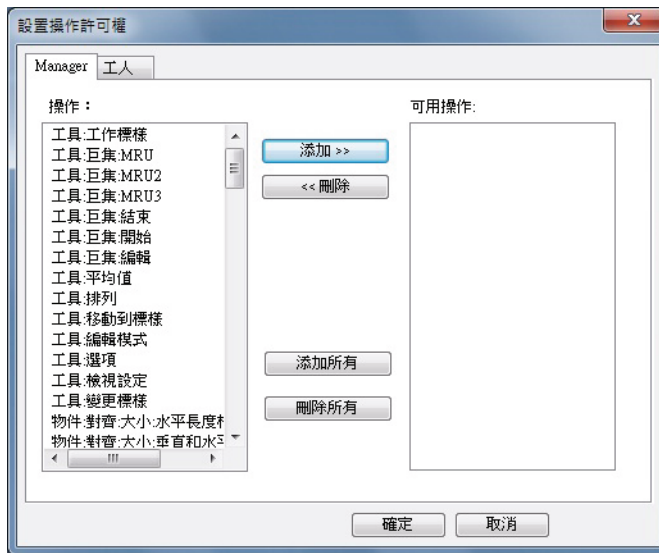 設置操作許可權
Manager 工人
操作：
可用操作:
工具:工作標樣
工具:巨集:MRU
工具:巨集:MRU2
工具:巨集:MRU3
工具:巨集:結束
工具:巨集:開始
工具:巨集:編輯
工具:平均值
工具:排列
工具:移動到標樣
工具:編輯模式
工具:選項
工具:檢視設定
工具:變更標樣
物件:對齊:大小:水平長度
物件:對齊:大小:垂直和水平
添加 >>
<< 刪除
添加所有
刪除所有
確定 取消